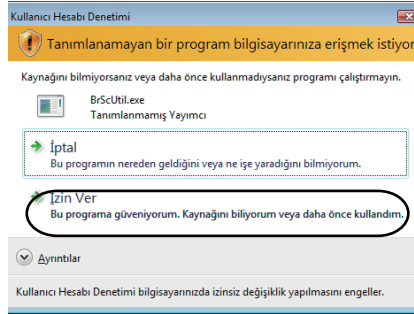 Kullanıcı Hesabı Denetimi
Tanımlanamayan bir program bilgisayarınıza erişmek istiyor
Kaynağını bilmiyorsanız veya daha önce kullanmadıysanız programı çalıştırmayın.
BrScUtil.exe
Tanımlanmamış Yayımcı
İptal
Bu programın nereden geldiğini veya ne işe yaradığını bilmiyorum.
İzin Ver
Bu programa güveniyorum. Kaynağını biliyorum veya daha önce kullandım.
Ayrıntılar
Kullanıcı Hesabı Denetimi bilgisayarınızda izinsiz değişiklik yapılmasını engeller.